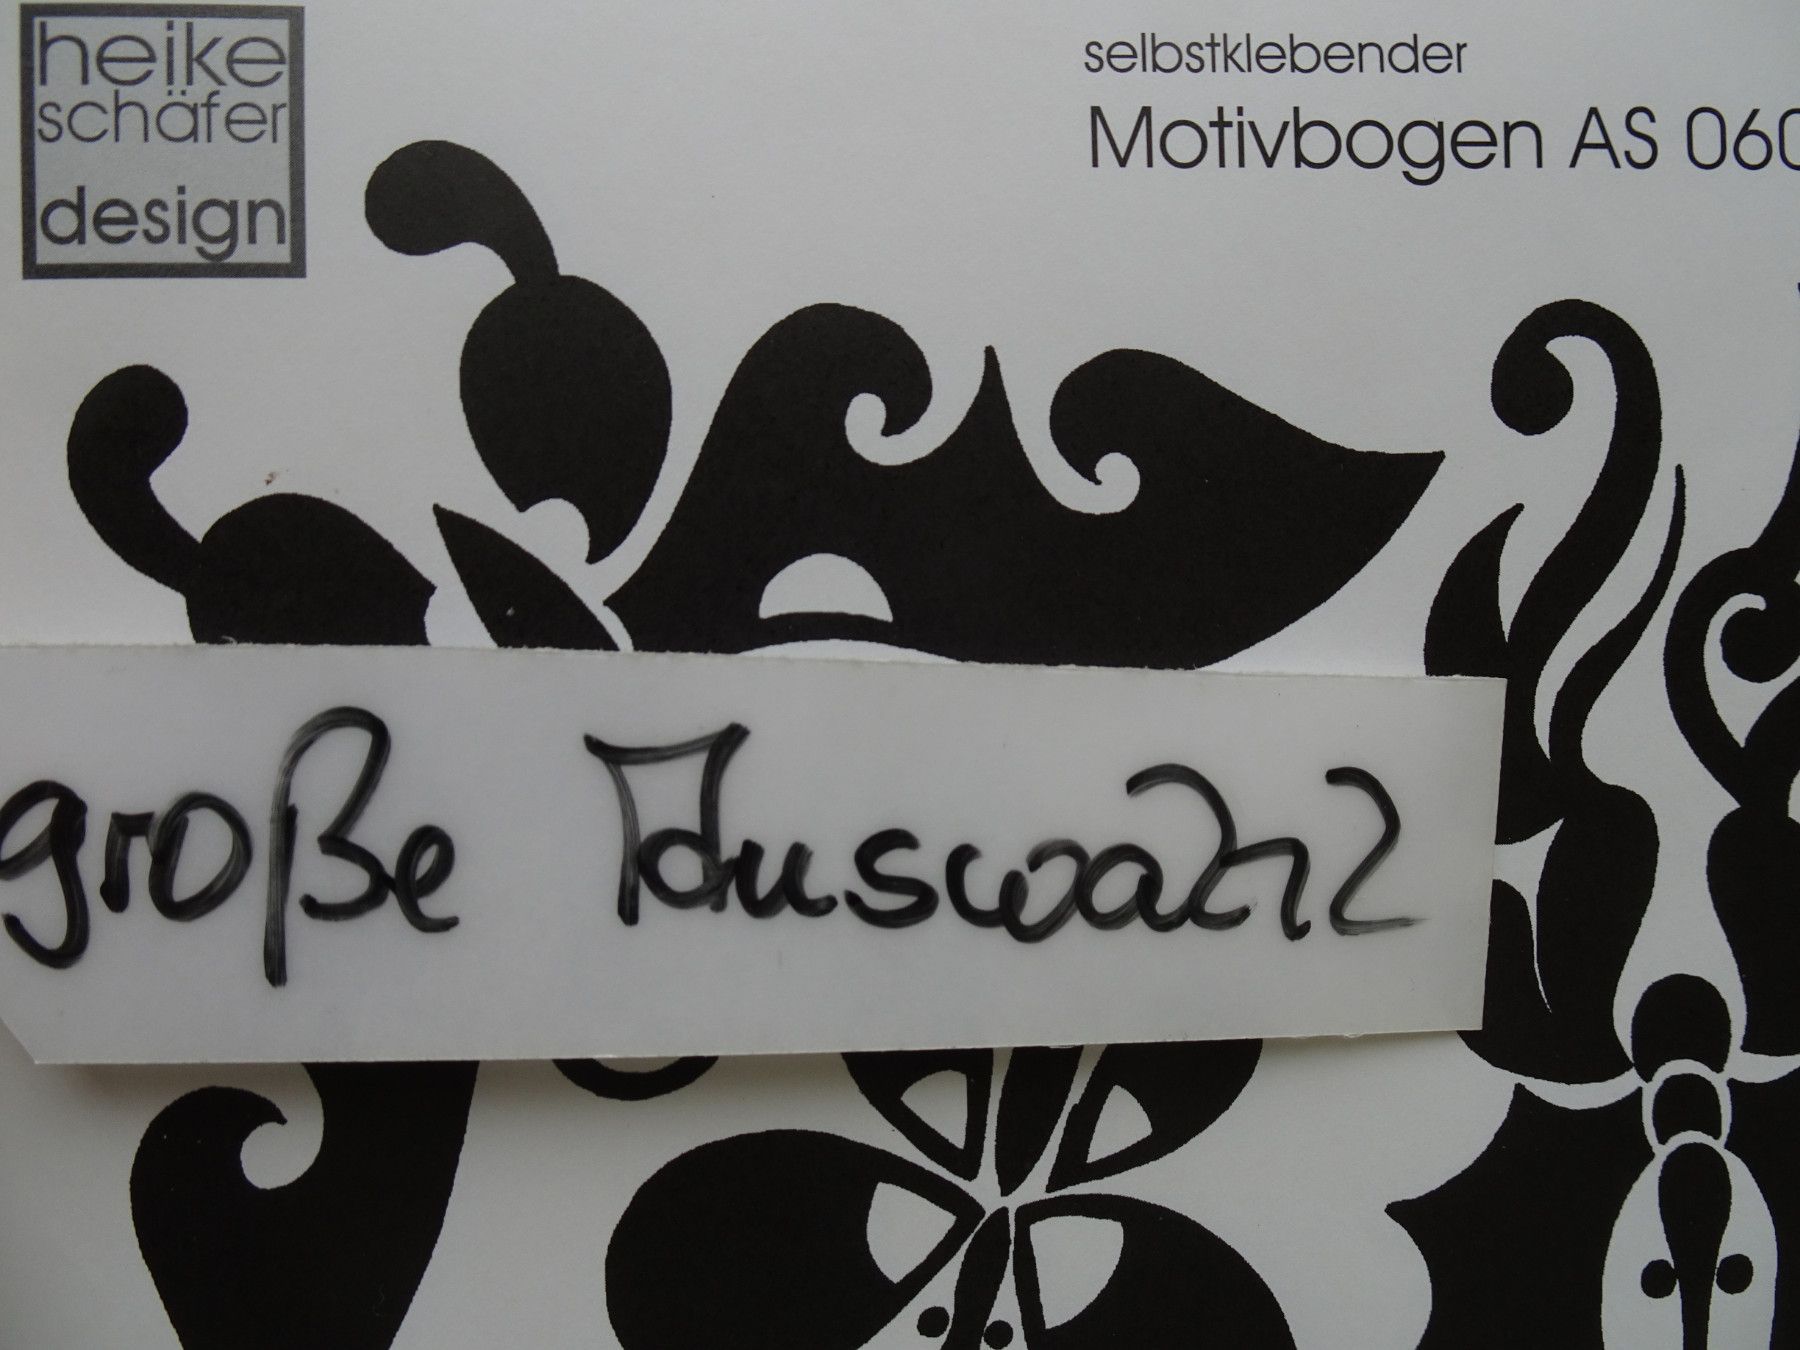 heike
schäfer
design
selbstklebender
Motivbogen AS 060
große Auswahl